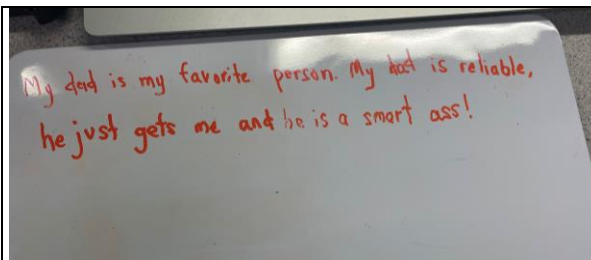 My dad is my favorite person. My dad is reliable,
he just gets me and he is a smart ass!